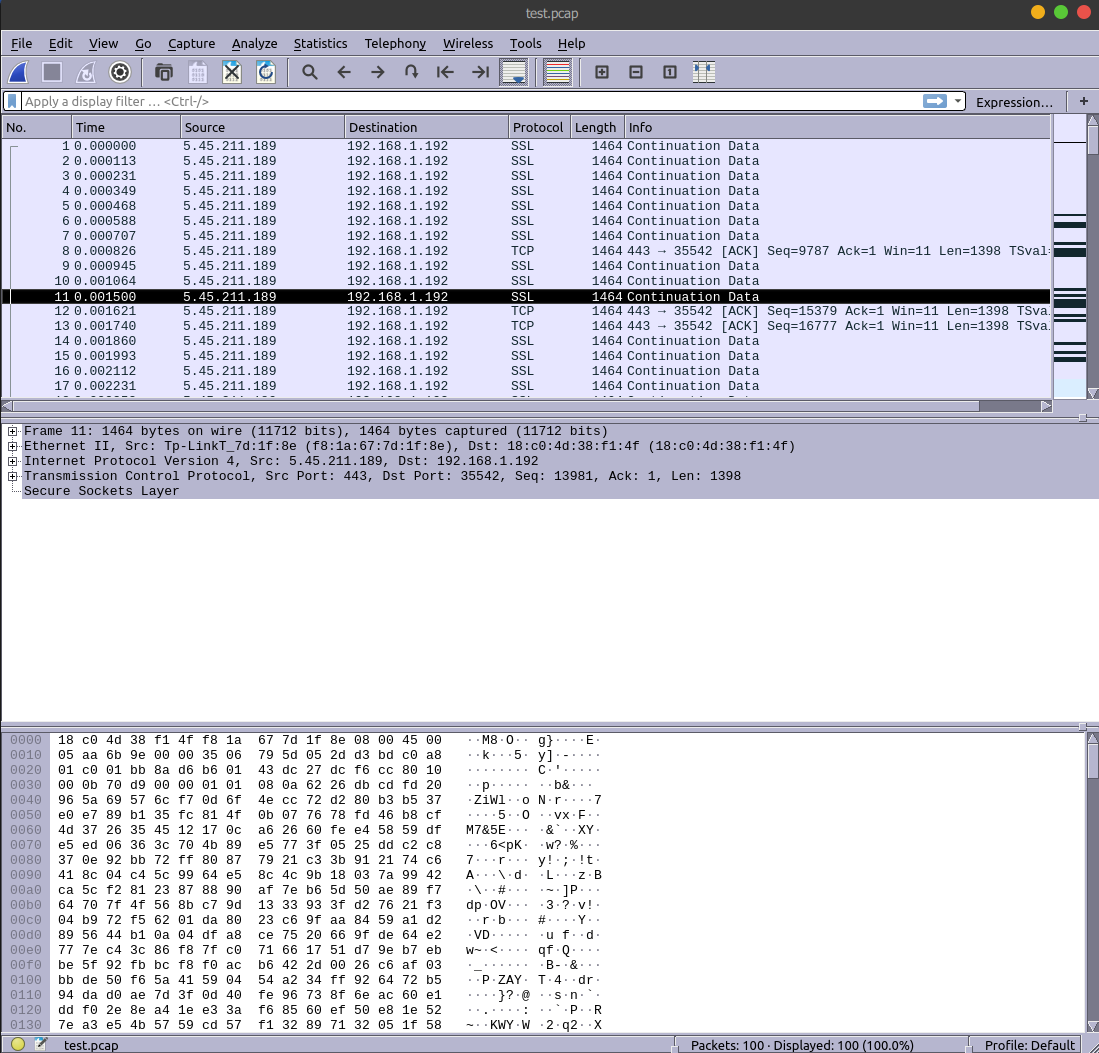 test.pcap
File Edit View Go Capture Analyze Statistics Telephony Wireless Tools Help
Apply a display filter … <Ctrl-/> Expression… +
No. Time Source Destination Protocol Length Info
1 0.000000 5.45.211.189 192.168.1.192 SSL 1464 Continuation Data
2 0.000113 5.45.211.189 192.168.1.192 SSL 1464 Continuation Data
3 0.000231 5.45.211.189 192.168.1.192 SSL 1464 Continuation Data
4 0.000349 5.45.211.189 192.168.1.192 SSL 1464 Continuation Data
5 0.000468 5.45.211.189 192.168.1.192 SSL 1464 Continuation Data
6 0.000588 5.45.211.189 192.168.1.192 SSL 1464 Continuation Data
7 0.000707 5.45.211.189 192.168.1.192 SSL 1464 Continuation Data
8 0.000826 5.45.211.189 192.168.1.192 TCP 1464 443 → 35542 [ACK] Seq=9787 Ack=1 Win=11 Len=1398 TSval=
9 0.000945 5.45.211.189 192.168.1.192 SSL 1464 Continuation Data
10 0.001064 5.45.211.189 192.168.1.192 SSL 1464 Continuation Data
11 0.001500 5.45.211.189 192.168.1.192 SSL 1464 Continuation Data
12 0.001621 5.45.211.189 192.168.1.192 TCP 1464 443 → 35542 [ACK] Seq=15379 Ack=1 Win=11 Len=1398 TSva
13 0.001740 5.45.211.189 192.168.1.192 TCP 1464 443 → 35542 [ACK] Seq=16777 Ack=1 Win=11 Len=1398 TSva
14 0.001860 5.45.211.189 192.168.1.192 SSL 1464 Continuation Data
15 0.001993 5.45.211.189 192.168.1.192 SSL 1464 Continuation Data
16 0.002112 5.45.211.189 192.168.1.192 SSL 1464 Continuation Data
17 0.002231 5.45.211.189 192.168.1.192 SSL 1464 Continuation Data
Frame 11: 1464 bytes on wire (11712 bits), 1464 bytes captured (11712 bits)
Ethernet II, Src: Tp-LinkT_7d:1f:8e (f8:1a:67:7d:1f:8e), Dst: 18:c0:4d:38:f1:4f (18:c0:4d:38:f1:4f)
Internet Protocol Version 4, Src: 5.45.211.189, Dst: 192.168.1.192
Transmission Control Protocol, Src Port: 443, Dst Port: 35542, Seq: 13981, Ack: 1, Len: 1398
Secure Sockets Layer
0000 18 c0 4d 38 f1 4f f8 1a 67 7d 1f 8e 08 00 45 00 ··M8·O·· g}····E·
0010 05 aa 6b 9e 00 00 35 06 79 5d 05 2d d3 bd c0 a8 ··k···5· y]·-····
0020 01 c0 01 bb 8a d6 b6 01 43 dc 27 dc f6 cc 80 10 ········ C·'·····
0030 00 0b 70 d9 00 00 01 01 08 0a 62 26 db cd fd 20 ··p····· ··b&··· 
0040 96 5a 69 57 6c f7 0d 6f 4e cc 72 d2 80 b3 b5 37 ·ZiWl··o N·r····7
0050 e0 e7 89 b1 35 fc 81 4f 0b 07 76 78 fd 46 b8 cf ····5··O ··vx·F··
0060 4d 37 26 35 45 12 17 0c a6 26 60 fe e4 58 59 df M7&5E··· ·&`··XY·
0070 e5 ed 06 36 3c 70 4b 89 e5 77 3f 05 25 dd c2 c8 ···6<pK· ·w?·%···
0080 37 0e 92 bb 72 ff 80 87 79 21 c3 3b 91 21 74 c6 7···r··· y!·;·!t·
0090 41 8c 04 c4 5c 99 64 e5 8c 4c 9b 18 03 7a 99 42 A···\·d· ·L···z·B
00a0 ca 5c f2 81 23 87 88 90 af 7e b6 5d 50 ae 89 f7 ·\··#··· ·~·]P···
00b0 64 70 7f 4f 56 8b c7 9d 13 33 93 3f d2 76 21 f3 dp·OV··· ·3·?·v!·
00c0 04 b9 72 f5 62 01 da 80 23 c6 9f aa 84 59 a1 d2 ··r·b··· #····Y··
00d0 89 56 44 b1 0a 04 df a8 ce 75 20 66 9f de 64 e2 ·VD····· ·u f··d·
00e0 77 7e c4 3c 86 f8 7f c0 71 66 17 51 d7 9e b7 eb w~·<···· qf·Q····
00f0 be 5f 92 fb bc f8 f0 ac b6 42 2d 00 26 c6 af 03 ·_······ ·B-·&···
0100 bb de 50 f6 5a 41 59 04 54 a2 34 ff 92 64 72 b5 ··P·ZAY· T·4··dr·
0110 94 da d0 ae 7d 3f 0d 40 fe 96 73 8f 6e ac 60 e1 ····}?·@ ··s·n·`·
0120 dd f0 2e 8e a4 1e e3 3a f6 85 60 ef 50 e8 1e 52 ··.····: ··`·P··R
0130 7e a3 e5 4b 57 59 cd 57 f1 32 89 71 32 05 1f 58 ~··KWY·W ·2·q2··X
test.pcap Packets: 100 · Displayed: 100 (100.0%) Profile: Default